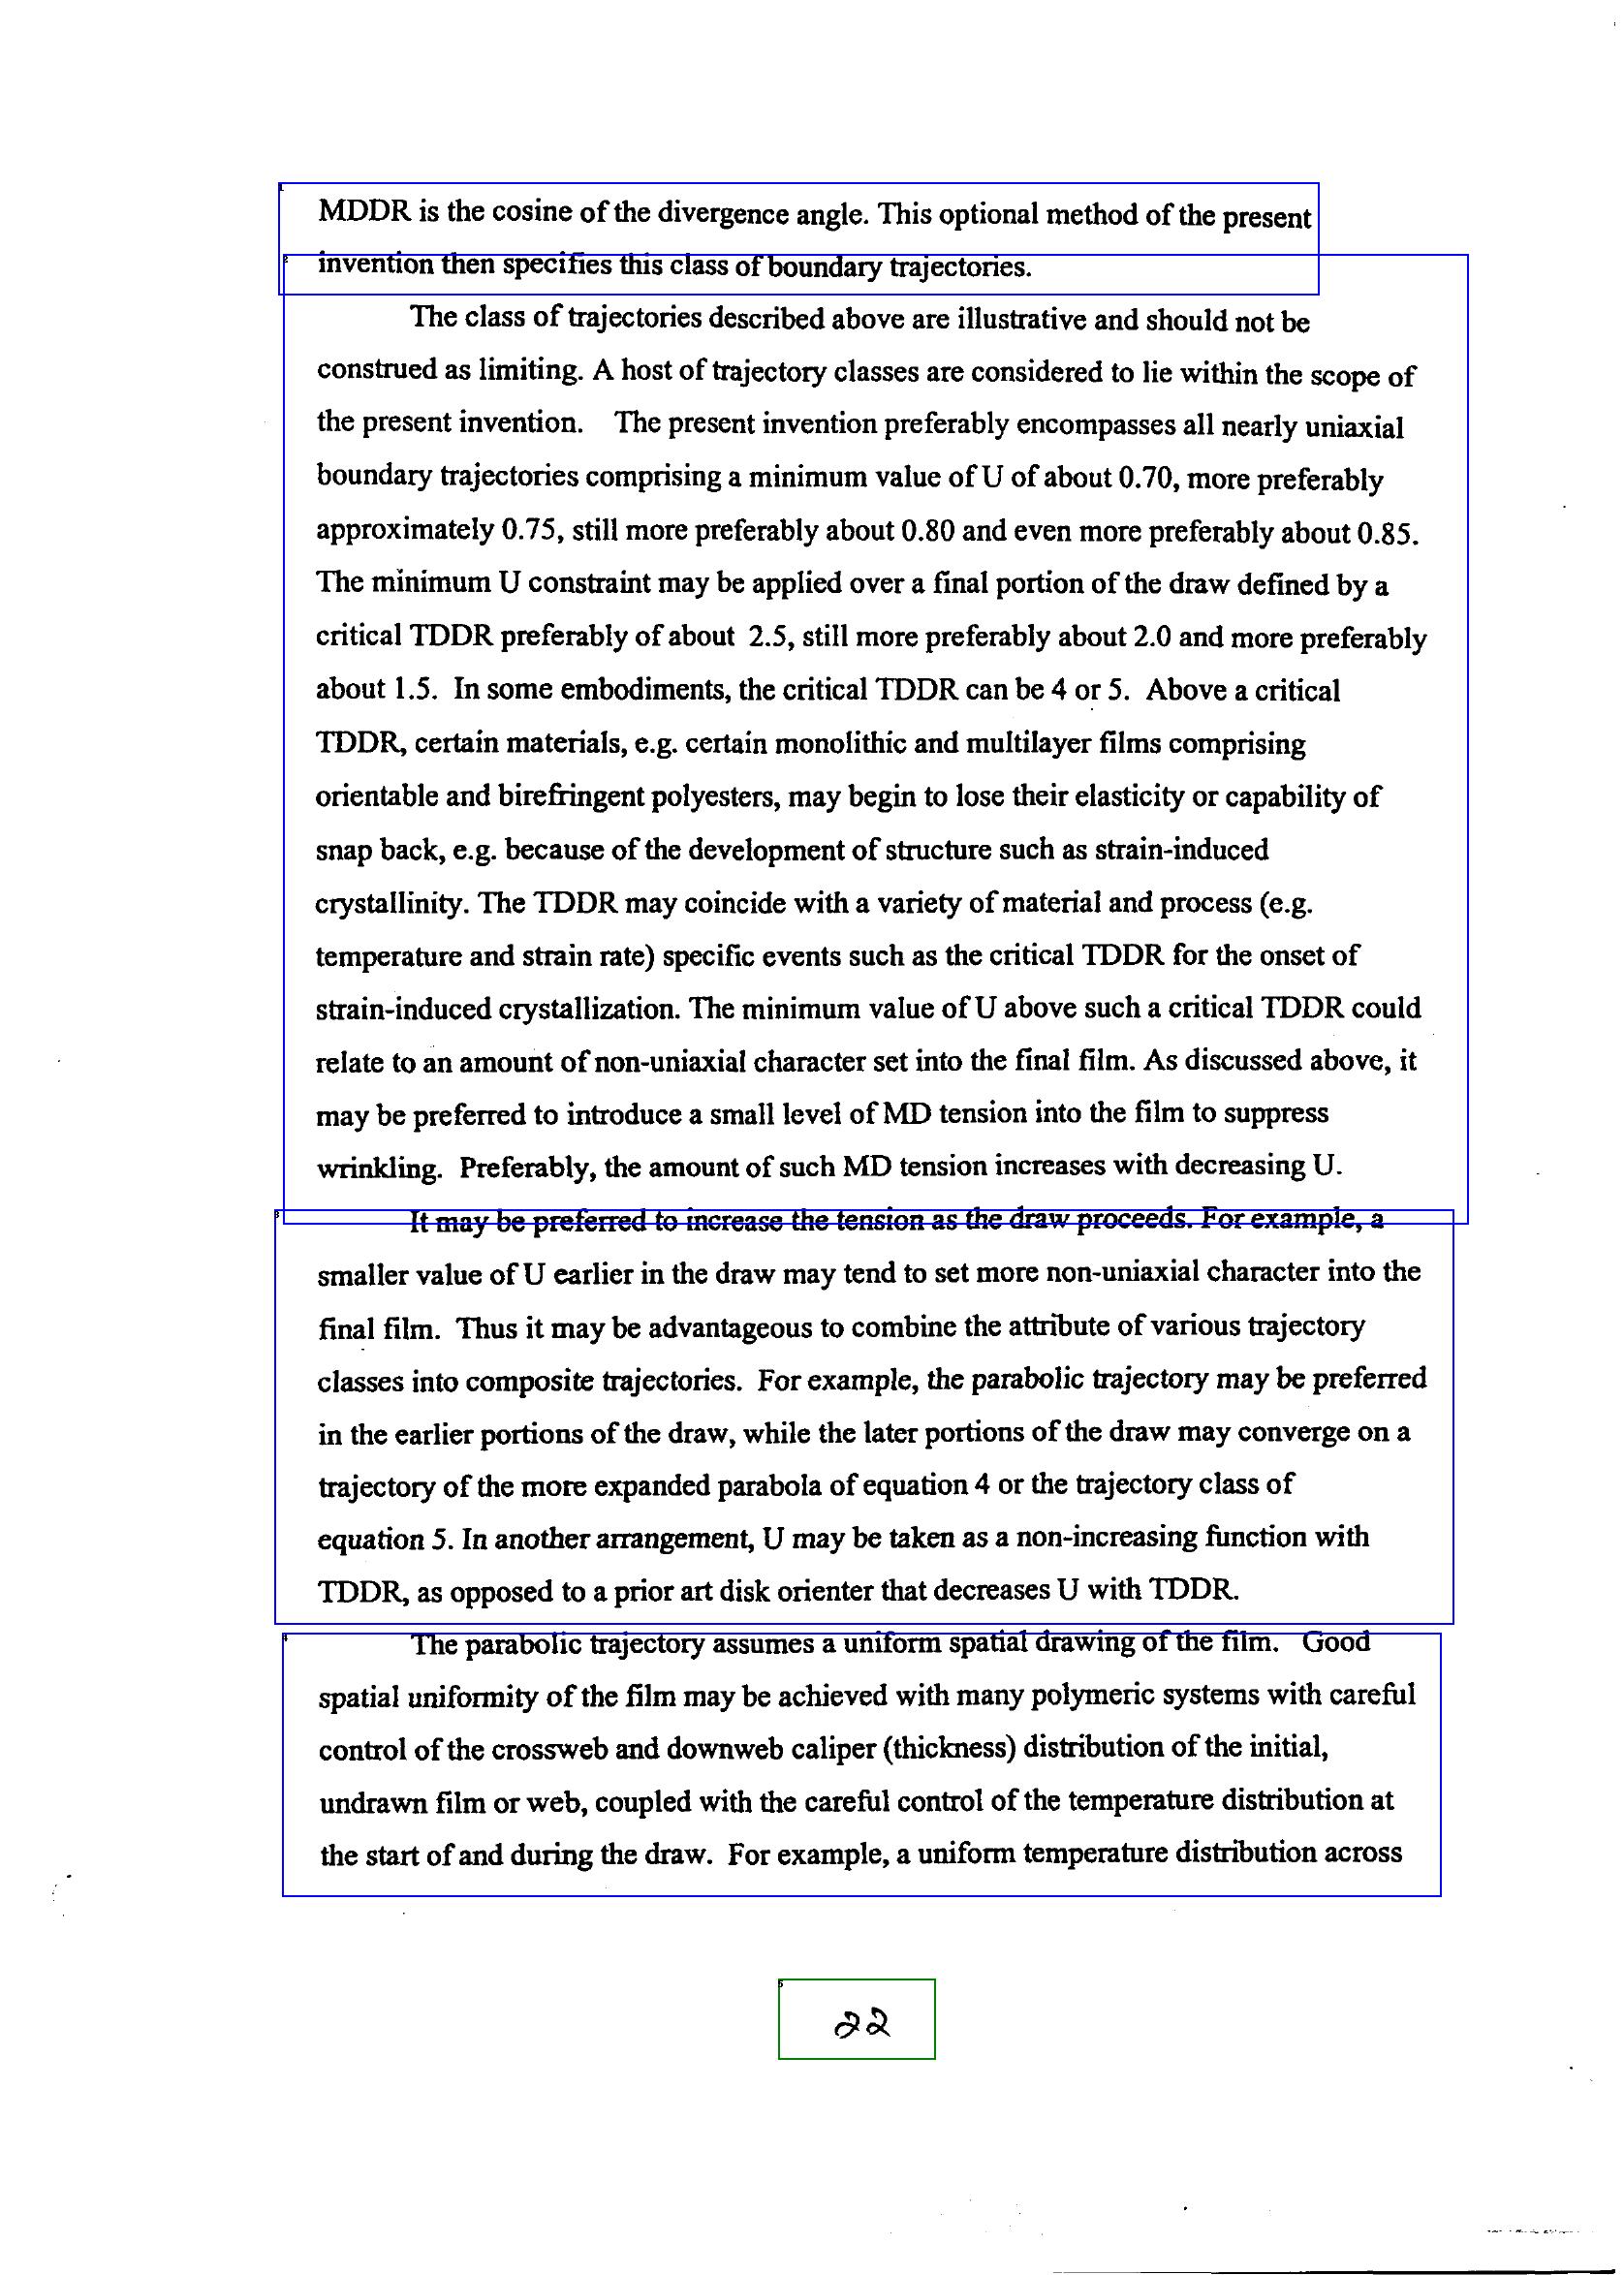 MDDR is the cosine of the divergence angle. This optional method of the present
invention then specifies this class of boundary trajectories.
The class of trajectories described above are illustrative and should not be
construed as limiting. A host of trajectory classes are considered to lie within the scope of
the present invention. The present invention preferably encompasses all nearly uniaxial
boundary trajectories comprising a minimum value of U of about 0.70, more preferably
approximately 0.75, still more preferably about 0.80 and even more preferably about 0.85.
The minimum U constraint may be applied over a final portion of the draw defined by a
critical TDDR preferably of about 2.5, still more preferably about 2.0 and more preferably
about 1.5. In some embodiments, the critical TDDR can be 4 or 5. Above a critical
TDDR, certain materials, e.g. certain monolithic and multilayer films comprising
orientable and birefringent polyesters, may begin to lose their elasticity or capability of
snap back, e.g. because of the development of structure such as strain-induced
crystallinity. The TDDR may coincide with a variety of material and process (e.g.
temperature and strain rate) specific events such as the critical TDDR for the onset of
strain-induced crystallization. The minimum value of U above such a critical TDDR could
relate to an amount of non-uniaxial character set into the final film. As discussed above, it
may be preferred to introduce a small level of MD tension into the film to suppress
wrinkling. Preferably, the amount of such MD tension increases with decreasing U.
It may be preferred to increase the tension as the draw proceeds. For example, a
smaller value of U earlier in the draw may tend to set more non-uniaxial character into the
final film. Thus it may be advantageous to combine the attribute of various trajectory
classes into composite trajectories. For example, the parabolic trajectory may be preferred
in the earlier portions of the draw, while the later portions of the draw may converge on a
trajectory of the more expanded parabola of equation 4 or the trajectory class of
equation 5. In another arrangement, U may be taken as a non-increasing function with
TDDR, as opposed to a prior art disk orienter that decreases U with TDDR.
The parabolic trajectory assumes a uniform spatial drawing of the film. Good
spatial uniformity of the film may be achieved with many polymeric systems with careful
control of the crossweb and downweb caliper (thickness) distribution of the initial,
undrawn film or web, coupled with the careful control of the temperature distribution at
the start of and during the draw. For example, a uniform temperature distribution across
22